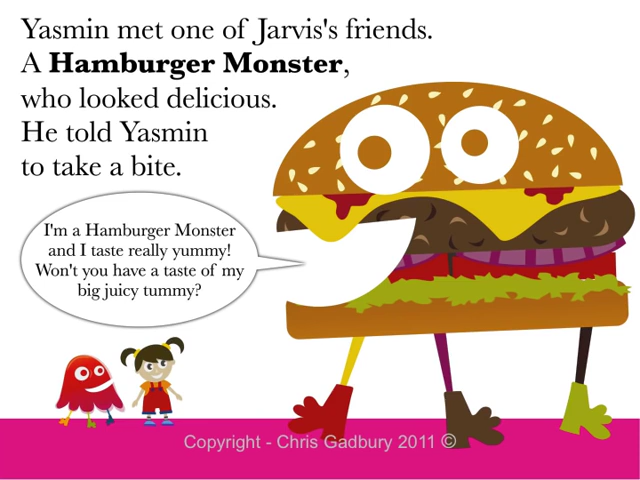 Yasmin met one of Jarvis's friends.
A Hamburger Monster,
who looked delicious.
He told Yasmin
to take a bite.
I'm a Hamburger Monster
and I taste really yummy!
Won't you have a taste of my
big juicy tummy?
Copyright - Chris Gadbury 2011 ©